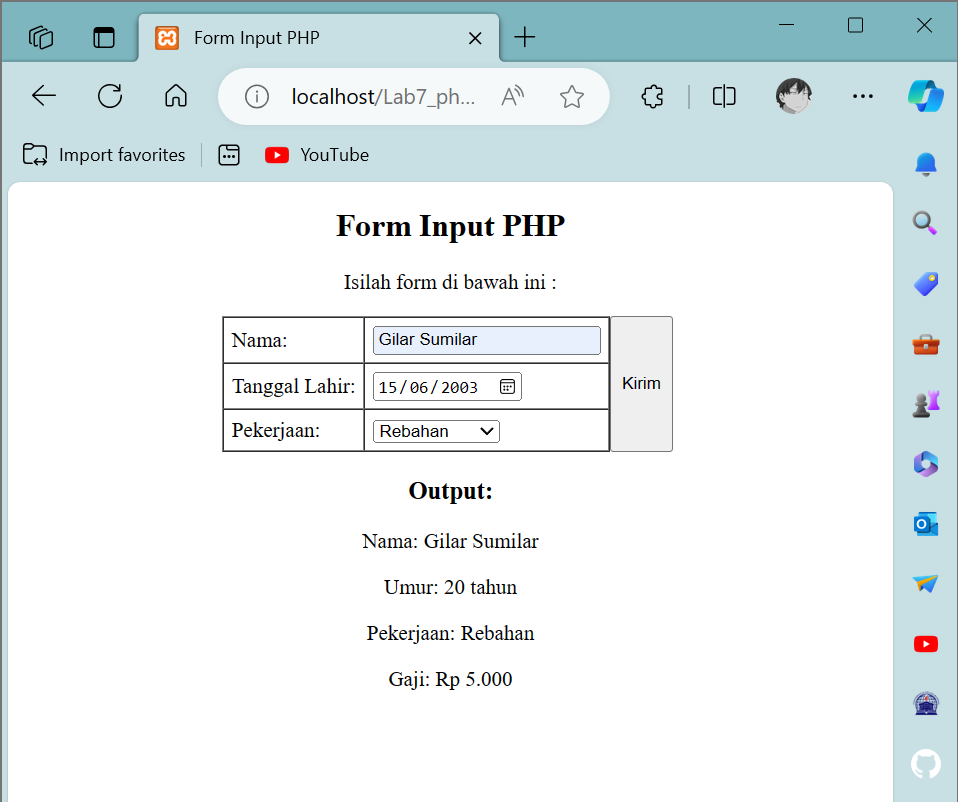 Form Input PHP
localhost/Lab7_ph...
Import favorites
YouTube
Form Input PHP
Isilah form di bawah ini :
Nama: Gilar Sumilar
Tanggal Lahir: 15/06/2003
Pekerjaan: Rebahan
Kirim
Output:
Nama: Gilar Sumilar
Umur: 20 tahun
Pekerjaan: Rebahan
Gaji: Rp 5.000